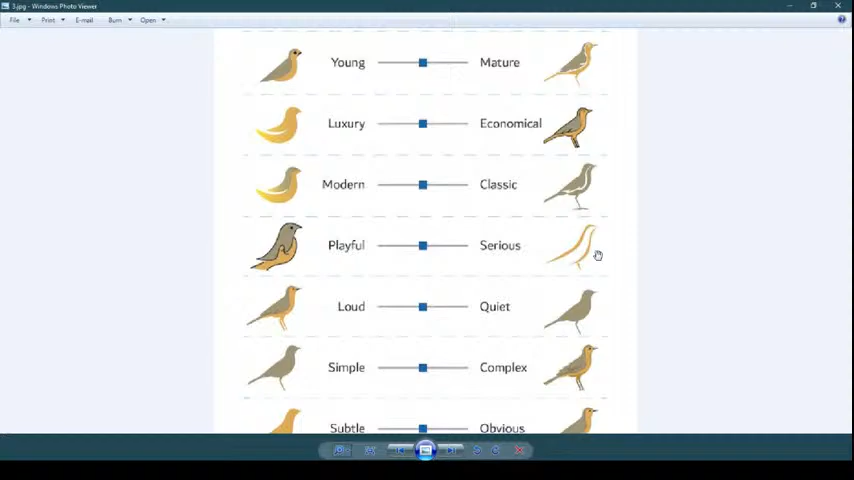 3.jpg - Windows Photo Viewer
File Print E-mail Burn Open
Young Mature
Luxury Economical
Modern Classic
Playful Serious
Loud Quiet
Simple Complex
Subtle Obvious